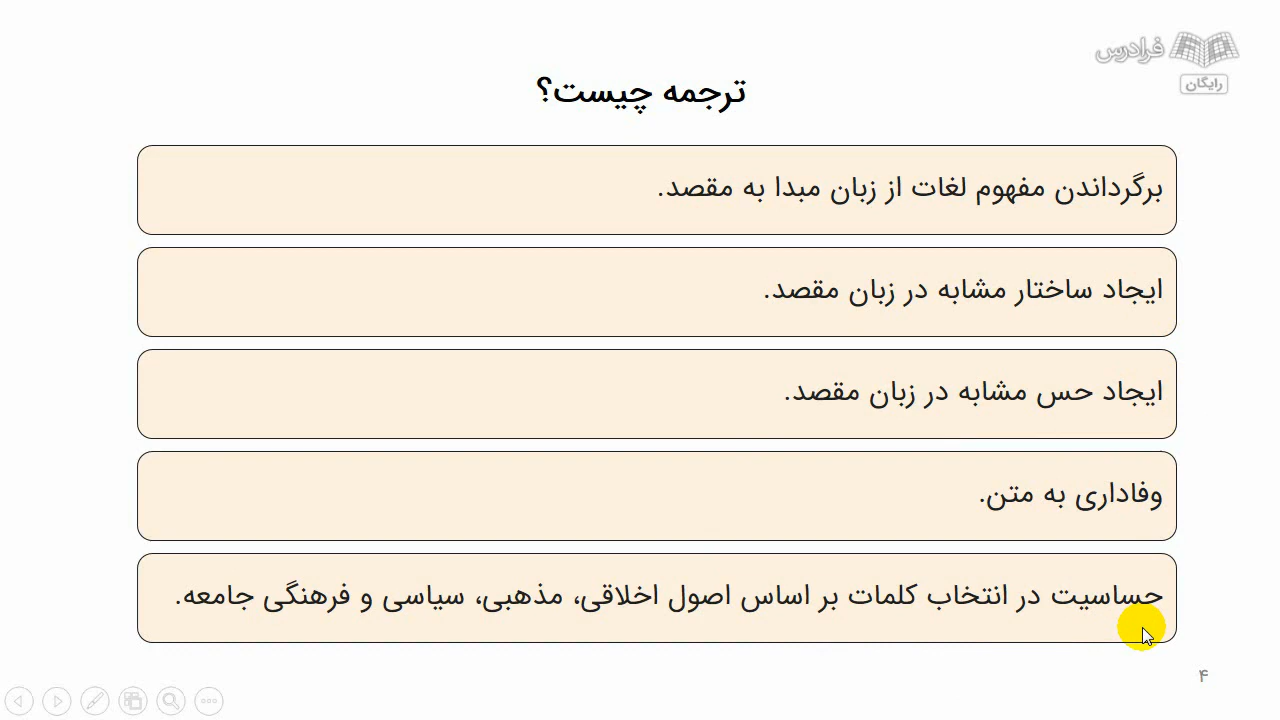 فرادرس
رایگان
ترجمه چیست؟
برگرداندن مفهوم لغات از زبان مبدا به مقصد.
ایجاد ساختار مشابه در زبان مقصد.
ایجاد حس مشابه در زبان مقصد.
وفاداری به متن.
حساسیت در انتخاب کلمات بر اساس اصول اخلاقی، مذهبی، سیاسی و فرهنگی جامعه.
۴